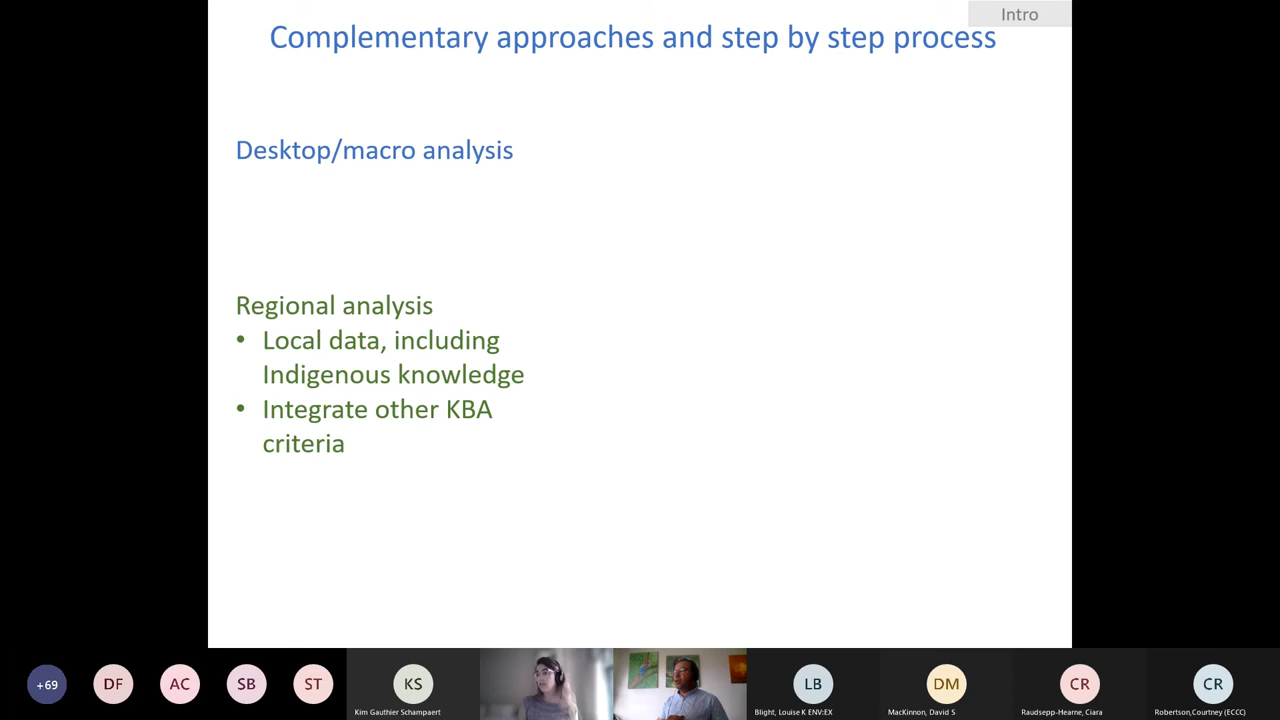 Intro
Complementary approaches and step by step process
Desktop/macro analysis
Regional analysis
• Local data, including
Indigenous knowledge
• Integrate other KBA
criteria
+69
DF
AC
SB
ST
KS
LB
DM
CR
CR
Kim Gauthier Schampaert
Blight, Louise K ENV:EX
MacKinnon, David S
Raudsepp-Hearne, Ciara
Robertson,Courtney (ECCC)